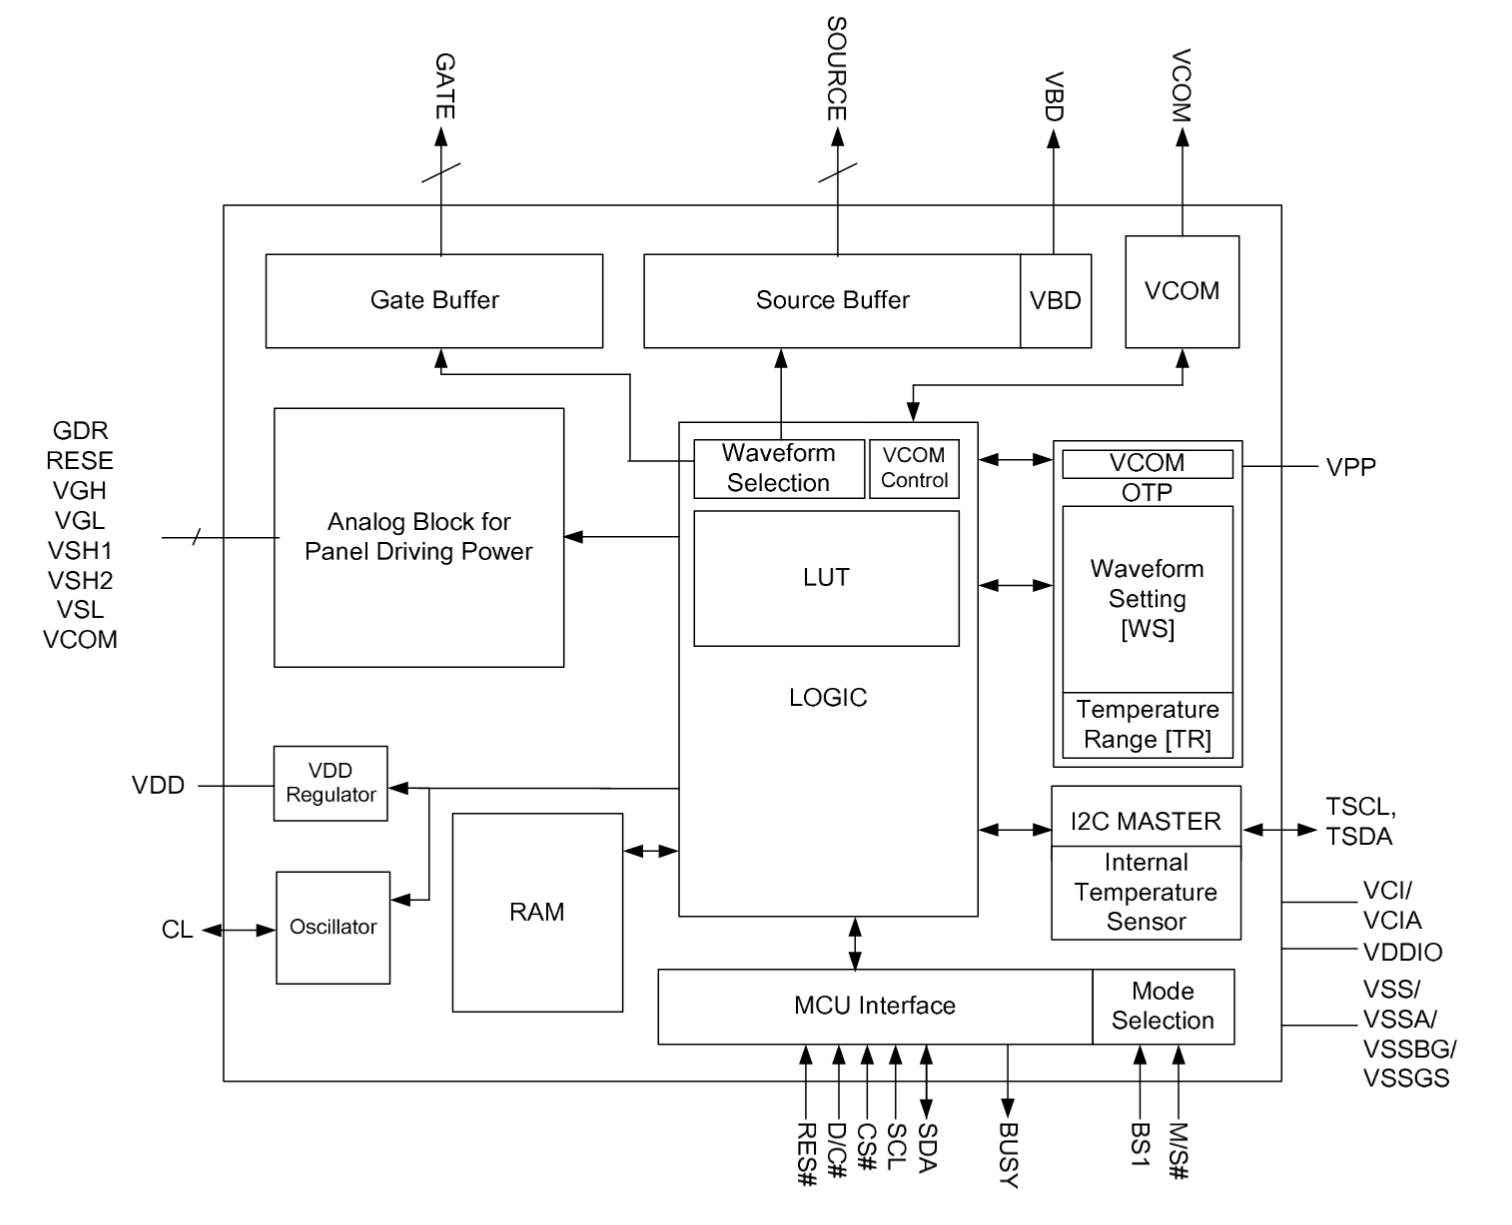 GATE
SOURCE
VBD
VCOM
Gate Buffer
Source Buffer
VBD
VCOM
GDR
RESE
VGH
VGL
VSH1
VSH2
VSL
VCOM
Analog Block for
Panel Driving Power
Waveform
Selection
VCOM
Control
LUT
LOGIC
VCOM
OTP
Waveform
Setting
[WS]
Temperature
Range [TR]
VPP
VDD
VDD
Regulator
CL
Oscillator
RAM
I2C MASTER
Internal
Temperature
Sensor
TSCL,
TSDA
VCI/
VCIA
VDDIO
VSS/
VSSA/
VSSBG/
VSSGS
MCU Interface
Mode
Selection
RES#
D/C#
CS#
SCL
SDA
BUSY
BS1
M/S#